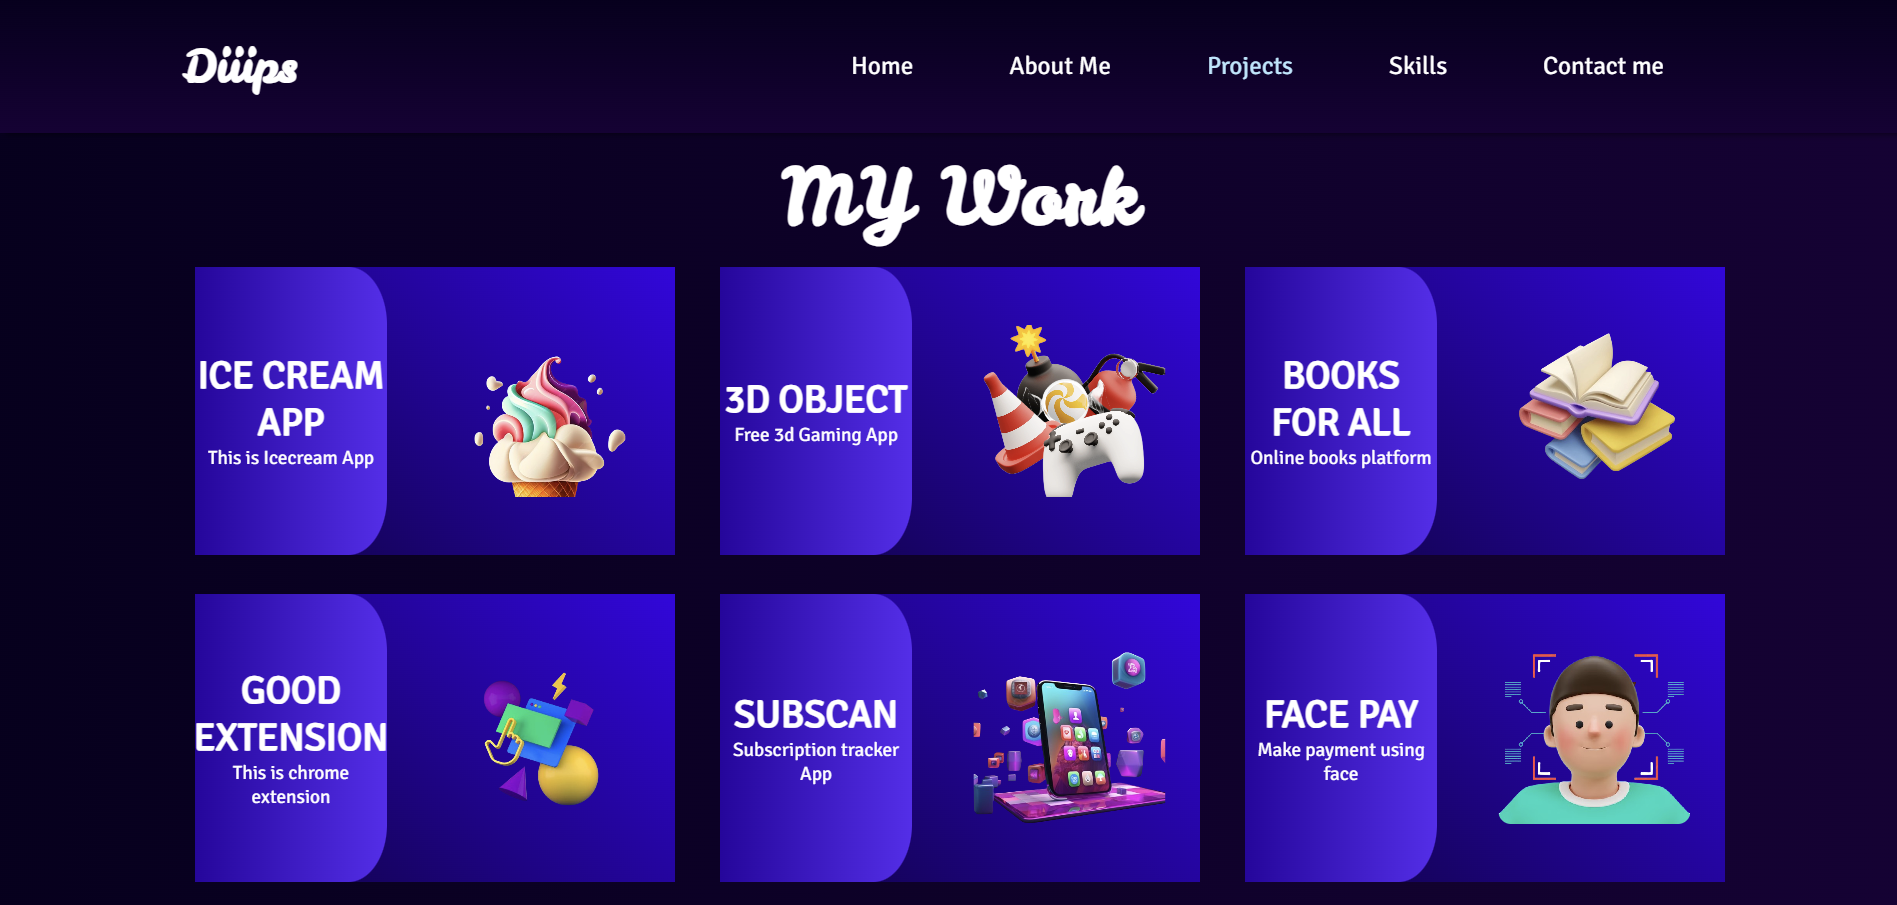 Diiips
Home
About Me
Projects
Skills
Contact me
MY Work
ICE CREAM
APP
This is Icecream App
3D OBJECT
Free 3d Gaming App
BOOKS
FOR ALL
Online books platform
GOOD
EXTENSION
This is chrome
extension
SUBSCAN
Subscription tracker
App
FACE PAY
Make payment using
face